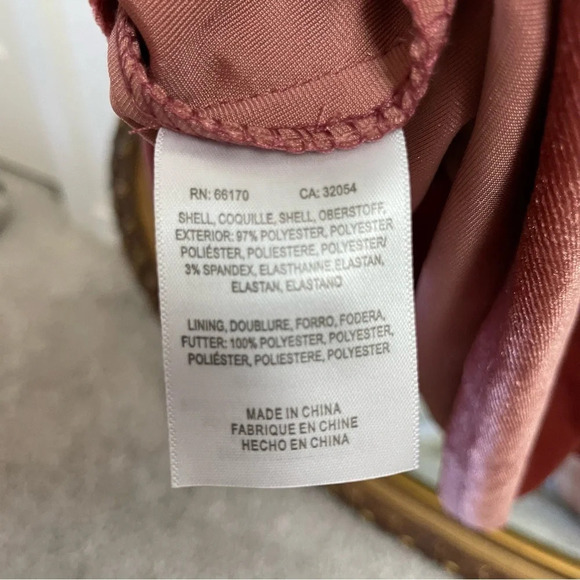 RN: 66170 CA: 32054
SHELL, COQUILLE, SHELL, OBERSTOFF,
EXTERIOR: 97% POLYESTER, POLYESTER
POLIÉSTER, POLIESTERE, POLYESTER/
3% SPANDEX, ELASTHANNE, ELASTAN,
ELASTAN, ELASTANO
LINING, DOUBLURE, FORRO, FODERA,
FUTTER: 100% POLYESTER, POLYESTER,
POLIÉSTER, POLIESTERE, POLYESTER
MADE IN CHINA
FABRIQUE EN CHINE
HECHO EN CHINA